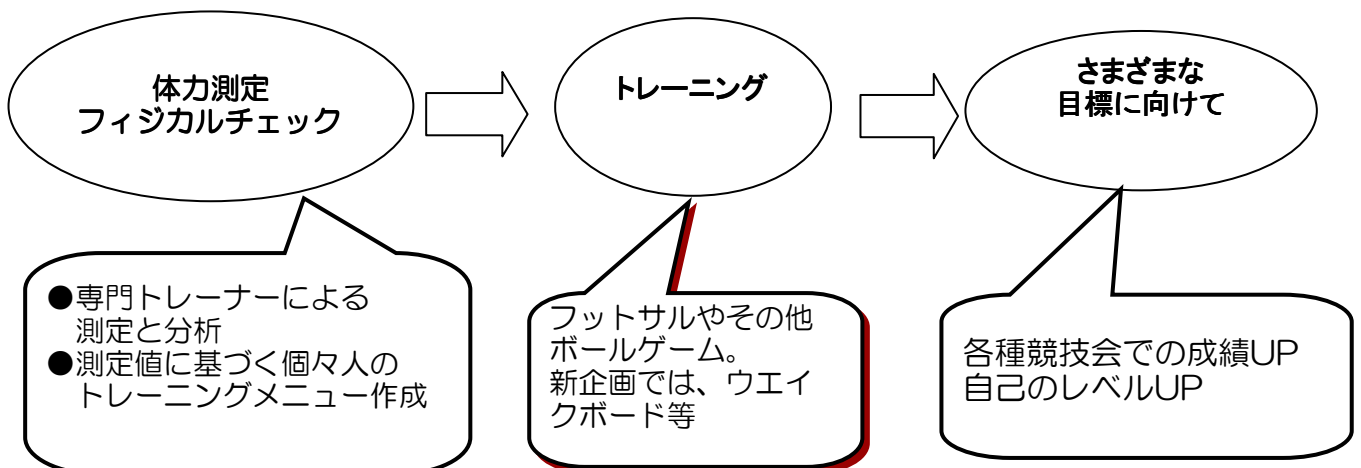 体力測定
フィジカルチェック
トレーニング
さまざまな
目標に向けて
●専門トレーナーによる
測定と分析
●測定値に基づく個々人の
トレーニングメニュー作成
フットサルやその他
ボールゲーム。
新企画では、ウエイ
クボード等
各種競技会での成績UP
自己のレベルUP